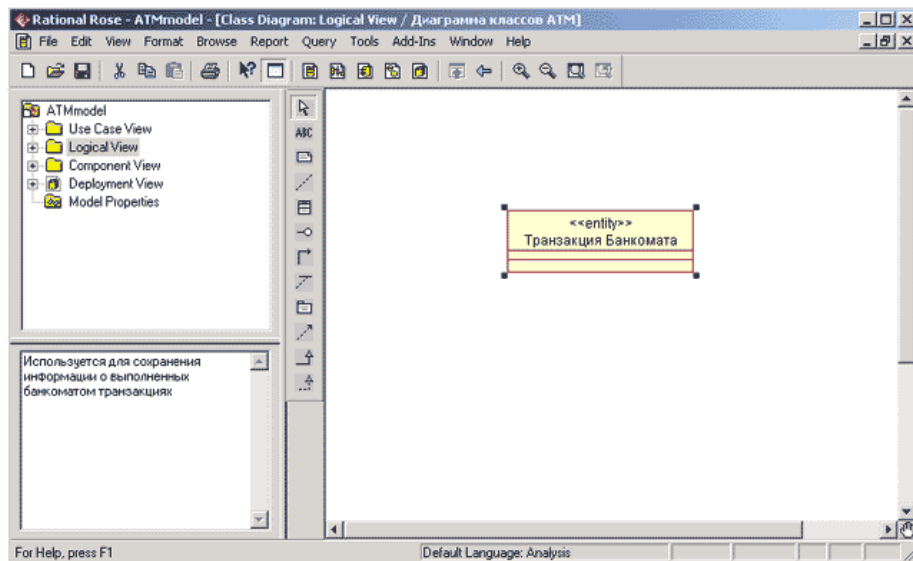 Rational Rose - ATMmodel - [Class Diagram: Logical View / Диаграмма классов ATM]
File Edit View Format Browse Report Query Tools Add-Ins Window Help
ATMmodel
Use Case View
Logical View
Component View
Deployment View
Model Properties
ABC
<<entity>>
Транзакция Банкомата
Используется для сохранения
информации о выполненных
банкоматом транзакциях
For Help, press F1
Default Language: Analysis